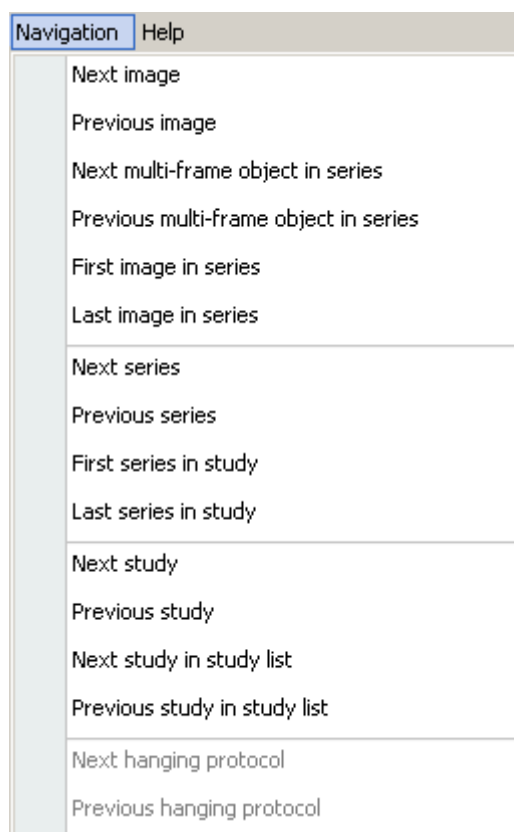 Navigation Help
Next image
Previous image
Next multi-frame object in series
Previous multi-frame object in series
First image in series
Last image in series
Next series
Previous series
First series in study
Last series in study
Next study
Previous study
Next study in study list
Previous study in study list
Next hanging protocol
Previous hanging protocol